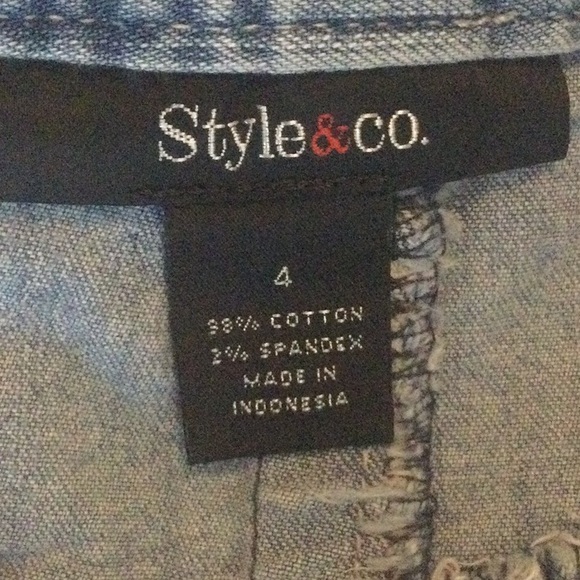 Style&co.
4
98% COTTON
2% SPANDEX
MADE IN
INDONESIA